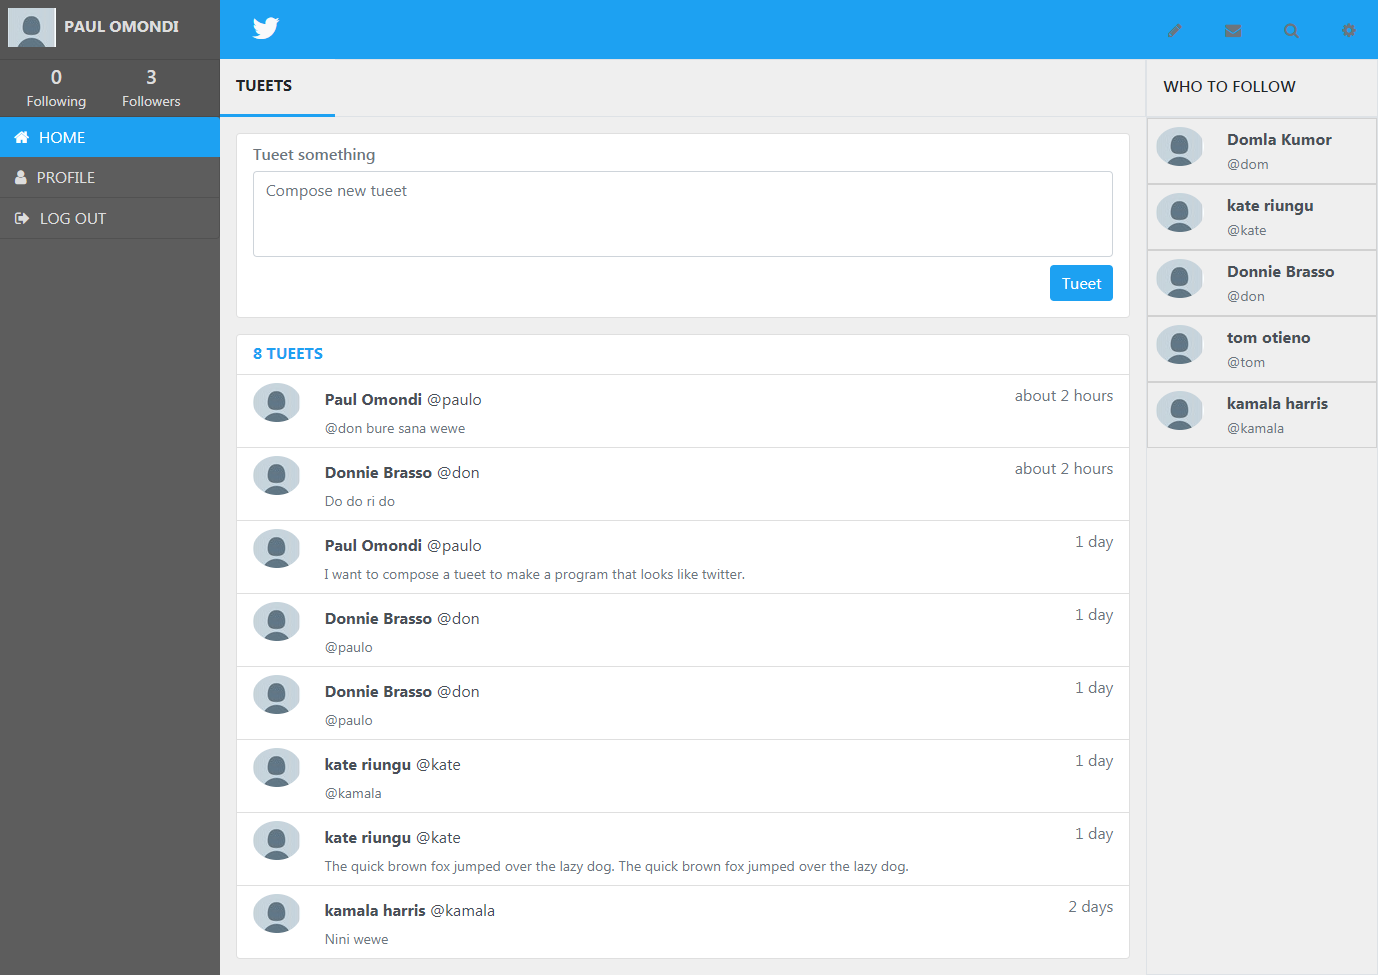 PAUL OMONDI
0 3
Following Followers
HOME
PROFILE
LOG OUT
TUEETS
Tueet something
Compose new tueet
Tueet
8 TUEETS
Paul Omondi @paulo about 2 hours
@don bure sana wewe
Donnie Brasso @don about 2 hours
Do do ri do
Paul Omondi @paulo 1 day
I want to compose a tueet to make a program that looks like twitter.
Donnie Brasso @don 1 day
@paulo
Donnie Brasso @don 1 day
@paulo
kate riungu @kate 1 day
@kamala
kate riungu @kate 1 day
The quick brown fox jumped over the lazy dog. The quick brown fox jumped over the lazy dog.
kamala harris @kamala 2 days
Nini wewe
WHO TO FOLLOW
Domla Kumor
@dom
kate riungu
@kate
Donnie Brasso
@don
tom otieno
@tom
kamala harris
@kamala